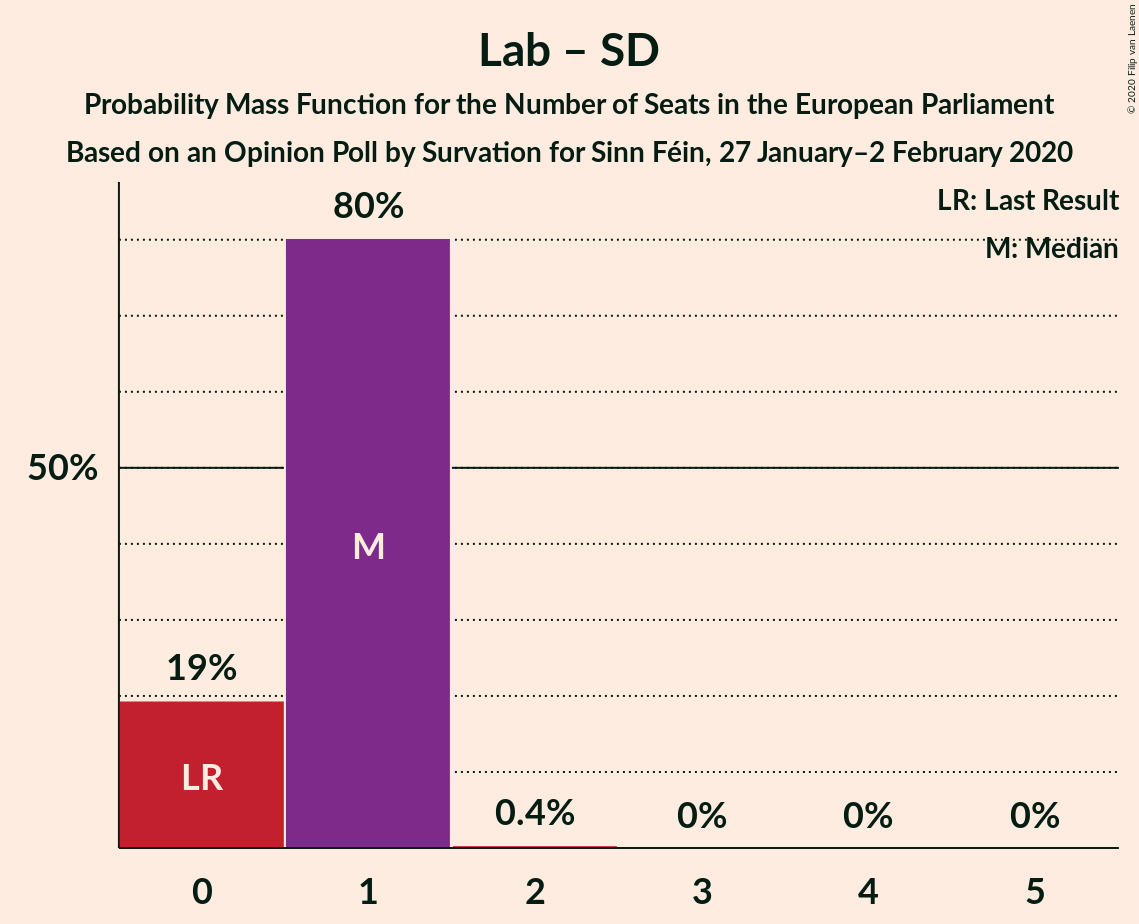 Lab – SD
Probability Mass Function for the Number of Seats in the European Parliament
Based on an Opinion Poll by Survation for Sinn Féin, 27 January–2 February 2020
© 2020 Filip van Laenen
LR: Last Result
M: Median
80%
50%
M
19%
LR
0.4%
0%
0%
0%
0
1
2
3
4
5